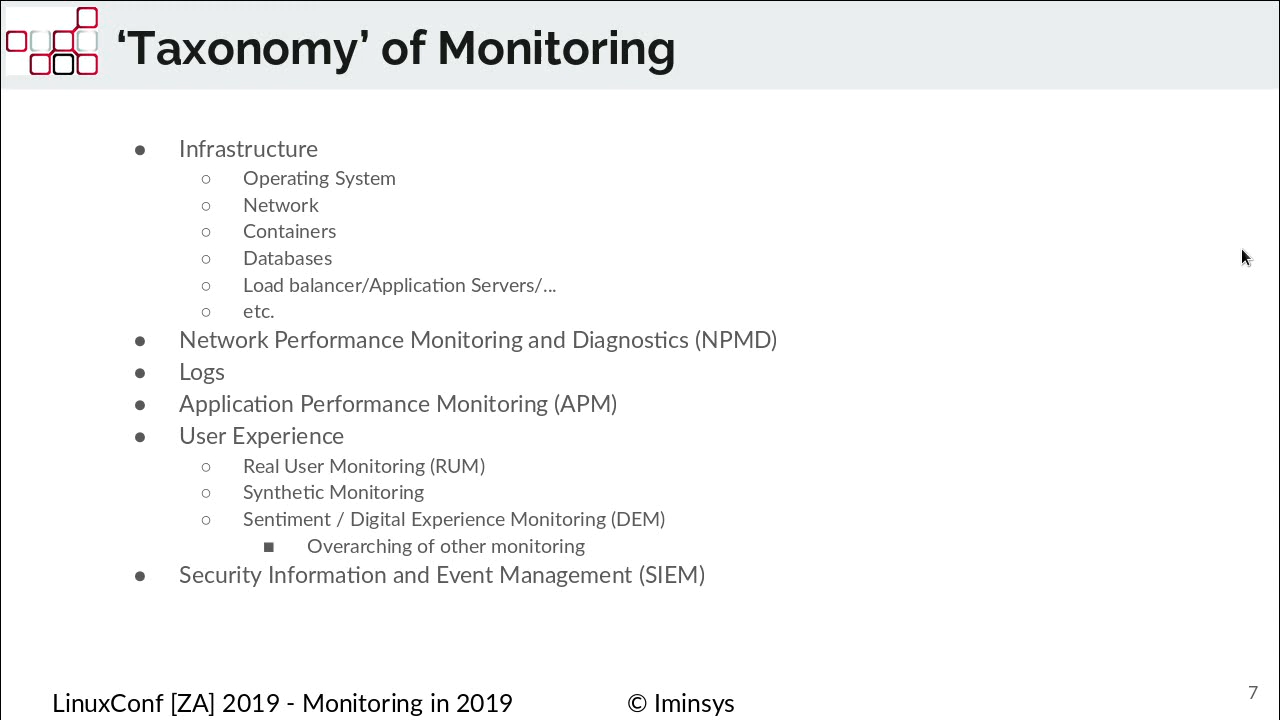 ‘Taxonomy’ of Monitoring
● Infrastructure
○ Operating System
○ Network
○ Containers
○ Databases
○ Load balancer/Application Servers/...
○ etc.
● Network Performance Monitoring and Diagnostics (NPMD)
● Logs
● Application Performance Monitoring (APM)
● User Experience
○ Real User Monitoring (RUM)
○ Synthetic Monitoring
○ Sentiment / Digital Experience Monitoring (DEM)
■ Overarching of other monitoring
● Security Information and Event Management (SIEM)
LinuxConf [ZA] 2019 - Monitoring in 2019 © Iminsys
7